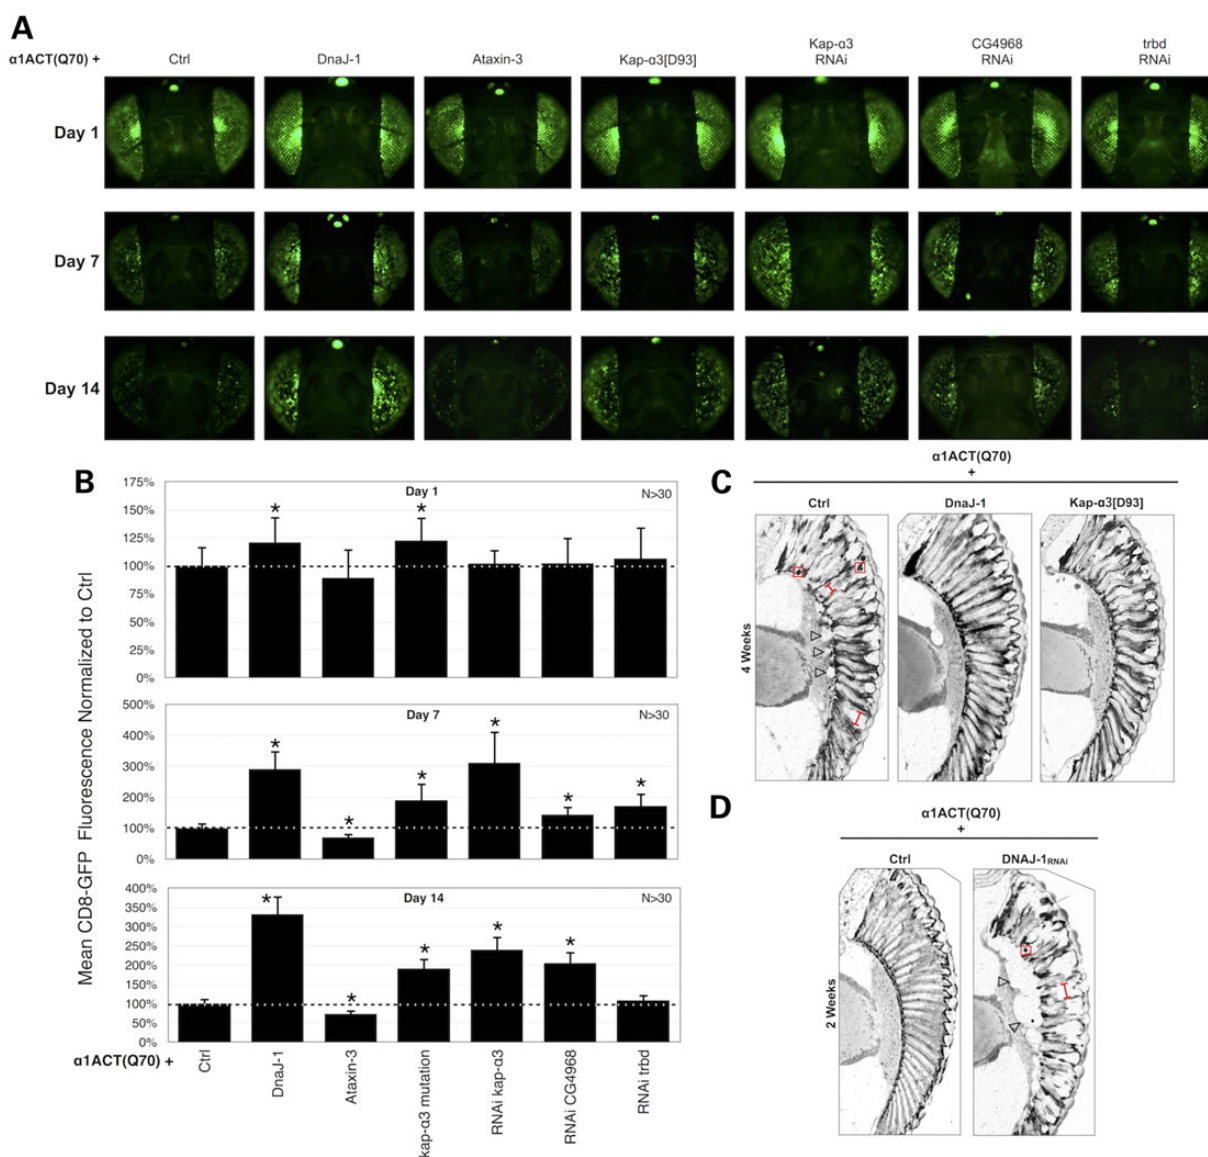 A
α1ACT(Q70) +
Ctrl
DnaJ-1
Ataxin-3
Kap-α3[D93]
Kap-α3
RNAi
CG4968
RNAi
trbd
RNAi
Day 1
Day 7
Day 14
B
Mean CD8-GFP Fluorescence Normalized to Ctrl
Day 1
N>30
175%
150%
125%
100%
75%
50%
25%
0%
*
*
Day 7
N>30
500%
400%
300%
200%
100%
0%
*
*
*
*
*
*
Day 14
N>30
400%
350%
300%
250%
200%
150%
100%
50%
0%
*
*
*
*
*
α1ACT(Q70) +
Ctrl
DnaJ-1
Ataxin-3
kap-α3 mutation
RNAi kap-α3
RNAi CG4968
RNAi trbd
C
α1ACT(Q70)
+
Ctrl
DnaJ-1
Kap-α3[D93]
4 Weeks
D
α1ACT(Q70)
+
Ctrl
DNAJ-1RNAi
2 Weeks